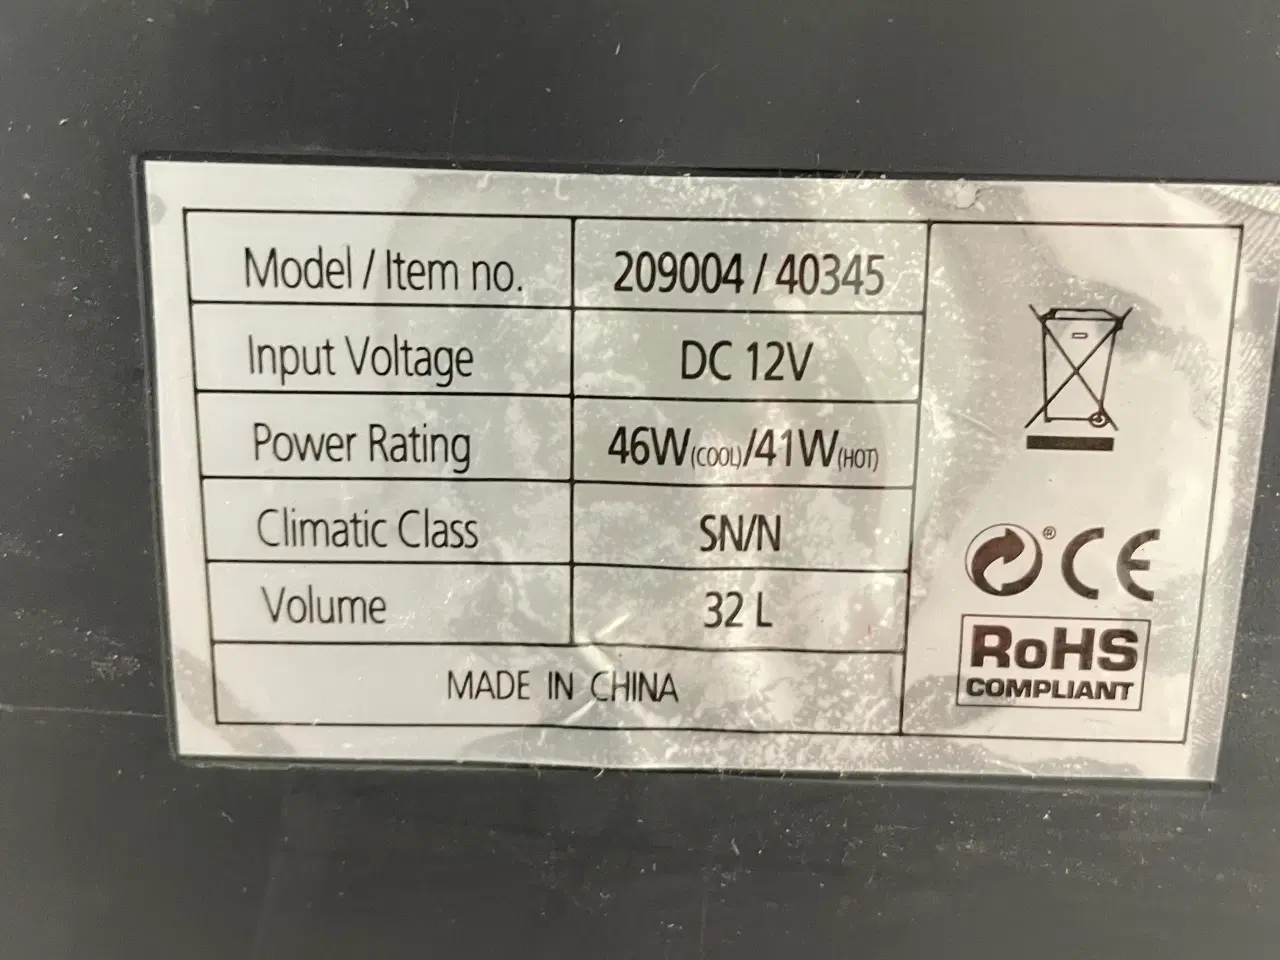 Model / Item no. 209004 / 40345
Input Voltage DC 12V
Power Rating 46W(COOL)/41W(HOT)
Climatic Class SN/N
Volume 32 L
MADE IN CHINA
® CE
RoHS
COMPLIANT